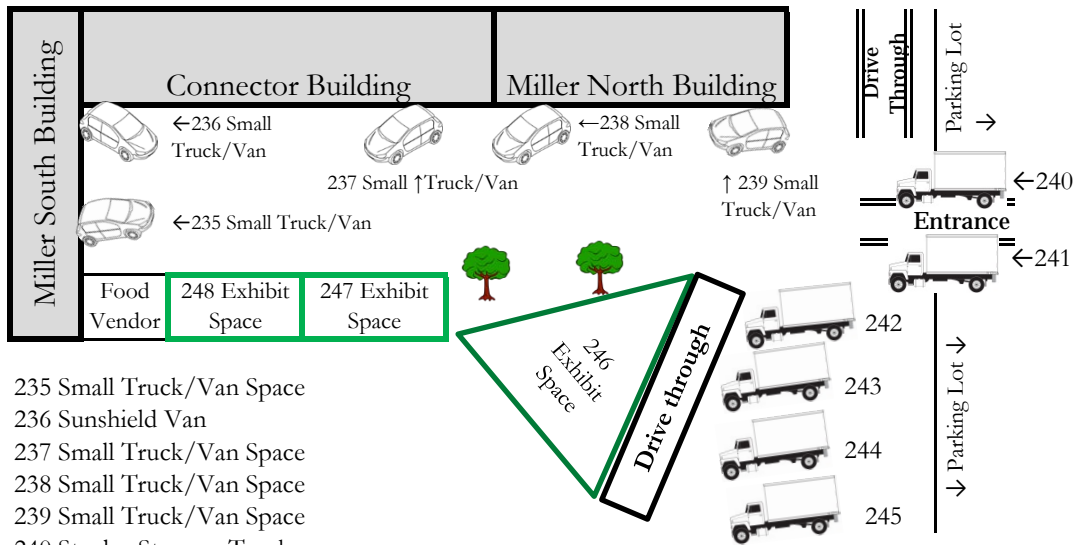 Miller South Building
Connector Building
Miller North Building
Drive
Through
Parking Lot
→
←236 Small
Truck/Van
237 Small ↑Truck/Van
←238 Small
Truck/Van
↑ 239 Small
Truck/Van
←240
Entrance
←241
←235 Small Truck/Van
Food
Vendor
248 Exhibit
Space
247 Exhibit
Space
246
Exhibit
Space
Drive through
242
243
244
245
← Parking Lot →
235 Small Truck/Van Space
236 Sunshield Van
237 Small Truck/Van Space
238 Small Truck/Van Space
239 Small Truck/Van Space